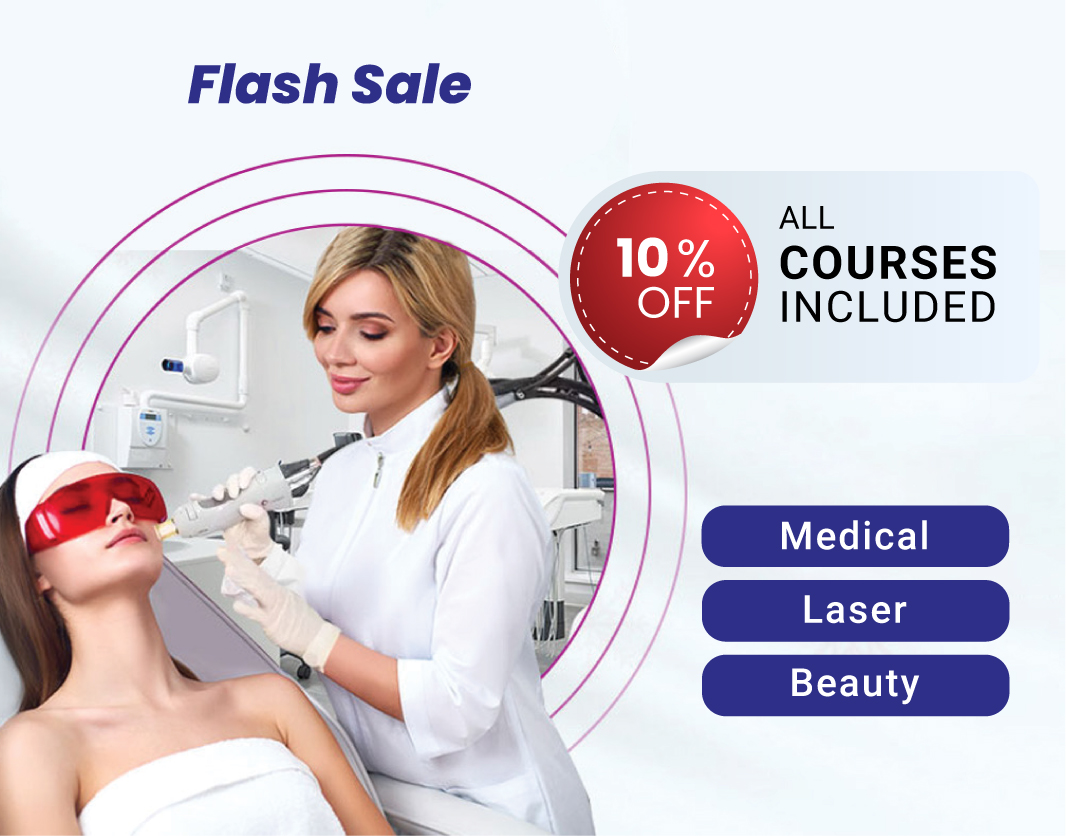 Flash Sale
10 %
OFF
ALL
COURSES
INCLUDED
Medical
Laser
Beauty